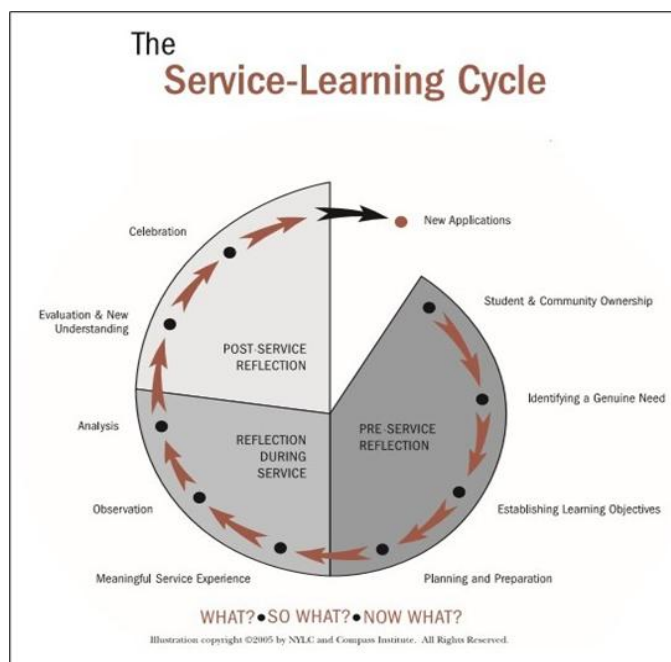 The
Service-Learning Cycle
New Applications
Celebration
Student & Community Ownership
Evaluation & New
Understanding
POST-SERVICE
REFLECTION
Identifying a Genuine Need
Analysis
REFLECTION
DURING
SERVICE
PRE-SERVICE
REFLECTION
Observation
Establishing Learning Objectives
Meaningful Service Experience
Planning and Preparation
WHAT?●SO WHAT?●NOW WHAT?
Illustration copyright ©2005 by NYLC and Compass Institute. All Rights Reserved.